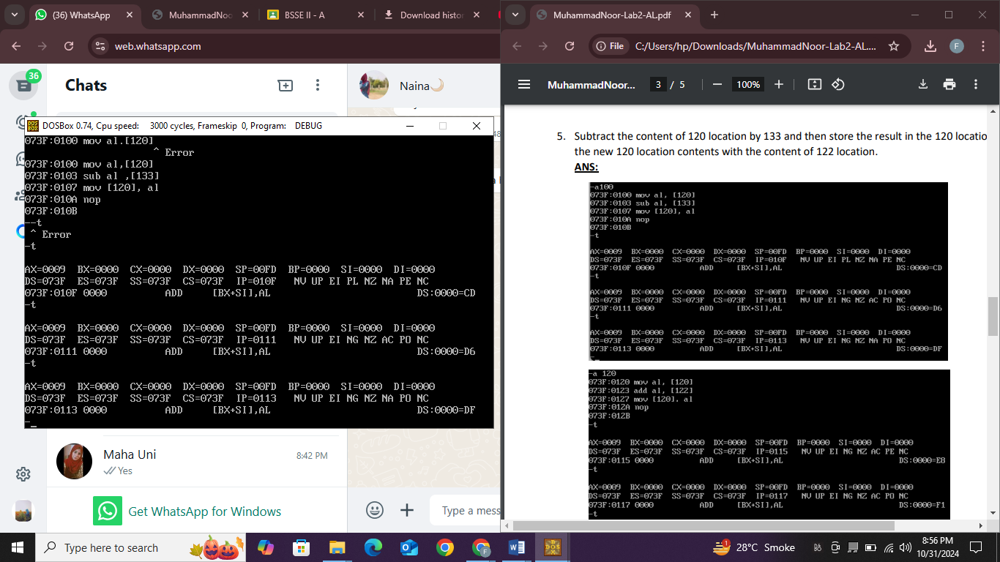 (36) WhatsApp
MuhammadNoo
BSSE II - A
Download histor
web.whatsapp.com
36
Chats
Naina🌙
DOSBox 0.74, Cpu speed: 3000 cycles, Frameskip 0, Program: DEBUG
073F:0100 mov al.[120]
^ Error
073F:0100 mov al,[120]
073F:0103 sub al ,[133]
073F:0107 mov [120], al
073F:010A nop
073F:010B
--t
^ Error
-t
AX=0009 BX=0000 CX=0000 DX=0000 SP=00FD BP=0000 SI=0000 DI=0000
DS=073F ES=073F SS=073F CS=073F IP=010F NV UP EI PL NZ NA PE NC
073F:010F 0000 ADD [BX+SI],AL DS:0000=CD
-t
AX=0009 BX=0000 CX=0000 DX=0000 SP=00FD BP=0000 SI=0000 DI=0000
DS=073F ES=073F SS=073F CS=073F IP=0111 NV UP EI NG NZ AC PO NC
073F:0111 0000 ADD [BX+SI],AL DS:0000=D6
-t
AX=0009 BX=0000 CX=0000 DX=0000 SP=00FD BP=0000 SI=0000 DI=0000
DS=073F ES=073F SS=073F CS=073F IP=0113 NV UP EI NG NZ NA PO NC
073F:0113 0000 ADD [BX+SI],AL DS:0000=DF
-
Maha Uni
8:42 PM
Yes
Get WhatsApp for Windows
Type a mess
MuhammadNoor-Lab2-AL.pdf
File C:/Users/hp/Downloads/MuhammadNoor-Lab2-AL....
F
MuhammadNoor... 3 / 5 100%
5. Subtract the content of 120 location by 133 and then store the result in the 120 locatio
the new 120 location contents with the content of 122 location.
ANS:
-a100
073F:0100 mov al, [120]
073F:0103 sub al, [133]
073F:0107 mov [120], al
073F:010A nop
073F:010B
-t
AX=0009 BX=0000 CX=0000 DX=0000 SP=00FD BP=0000 SI=0000 DI=0000
DS=073F ES=073F SS=073F CS=073F IP=010F NV UP EI PL NZ NA PE NC
073F:010F 0000 ADD [BX+SI],AL DS:0000=CD
-t
AX=0009 BX=0000 CX=0000 DX=0000 SP=00FD BP=0000 SI=0000 DI=0000
DS=073F ES=073F SS=073F CS=073F IP=0111 NV UP EI NG NZ AC PO NC
073F:0111 0000 ADD [BX+SI],AL DS:0000=D6
-t
AX=0009 BX=0000 CX=0000 DX=0000 SP=00FD BP=0000 SI=0000 DI=0000
DS=073F ES=073F SS=073F CS=073F IP=0113 NV UP EI NG NZ NA PO NC
073F:0113 0000 ADD [BX+SI],AL DS:0000=DF
-
-a 120
073F:0120 mov al, [120]
073F:0123 add al, [122]
073F:0127 mov [120], al
073F:012A nop
073F:012B
-t
AX=0009 BX=0000 CX=0000 DX=0000 SP=00FD BP=0000 SI=0000 DI=0000
DS=073F ES=073F SS=073F CS=073F IP=0115 NV UP EI NG NZ AC PE NC
073F:0115 0000 ADD [BX+SI],AL DS:0000=E8
-t
AX=0009 BX=0000 CX=0000 DX=0000 SP=00FD BP=0000 SI=0000 DI=0000
DS=073F ES=073F SS=073F CS=073F IP=0117 NV UP EI NG NZ AC PO NC
073F:0117 0000 ADD [BX+SI],AL DS:0000=F1
-t
Type here to search
28°C Smoke
8:56 PM
10/31/2024